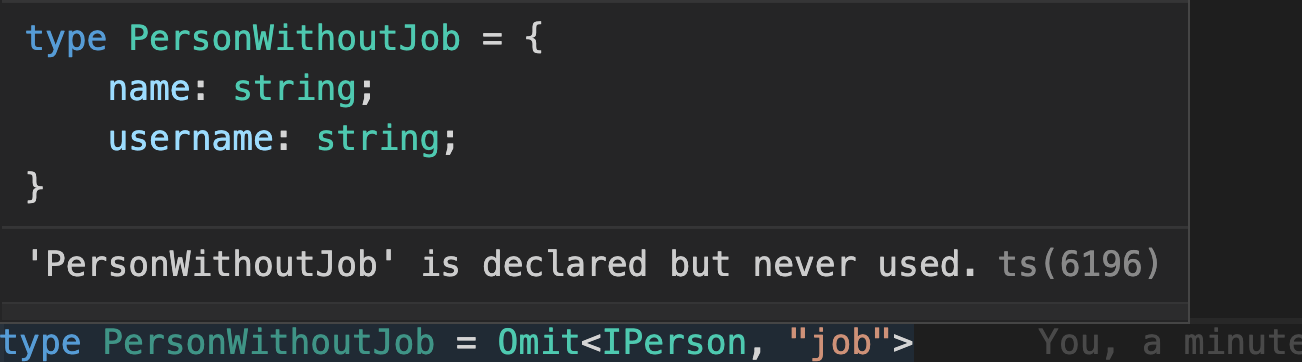 type PersonWithoutJob = {
    name: string;
    username: string;
}
'PersonWithoutJob' is declared but never used. ts(6196)
type PersonWithoutJob = Omit<IPerson, "job"> You, a minute